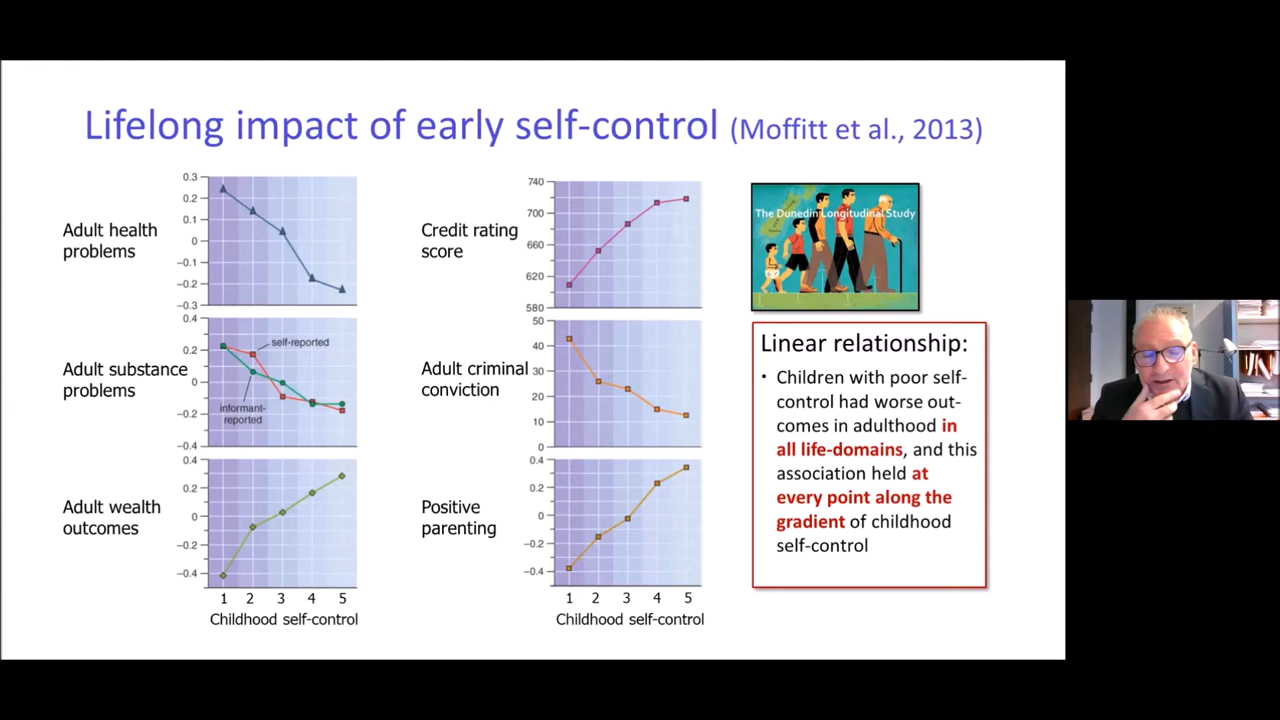 Lifelong impact of early self-control (Moffitt et al., 2013)
Adult health
problems
0.3
0.2
0.1
0
−0.1
−0.2
−0.3
Adult substance
problems
0.4
0.2
0
−0.2
−0.4
self-reported
informant-
reported
Adult wealth
outcomes
0.4
0.2
0
−0.2
−0.4
1 2 3 4 5
Childhood self-control
Credit rating
score
740
700
660
620
580
Adult criminal
conviction
50
40
30
20
10
0
Positive
parenting
0.4
0.2
0
−0.2
−0.4
1 2 3 4 5
Childhood self-control
The Dunedin Longitudinal Study
Linear relationship:
• Children with poor self-
control had worse out-
comes in adulthood in
all life-domains, and this
association held at
every point along the
gradient of childhood
self-control